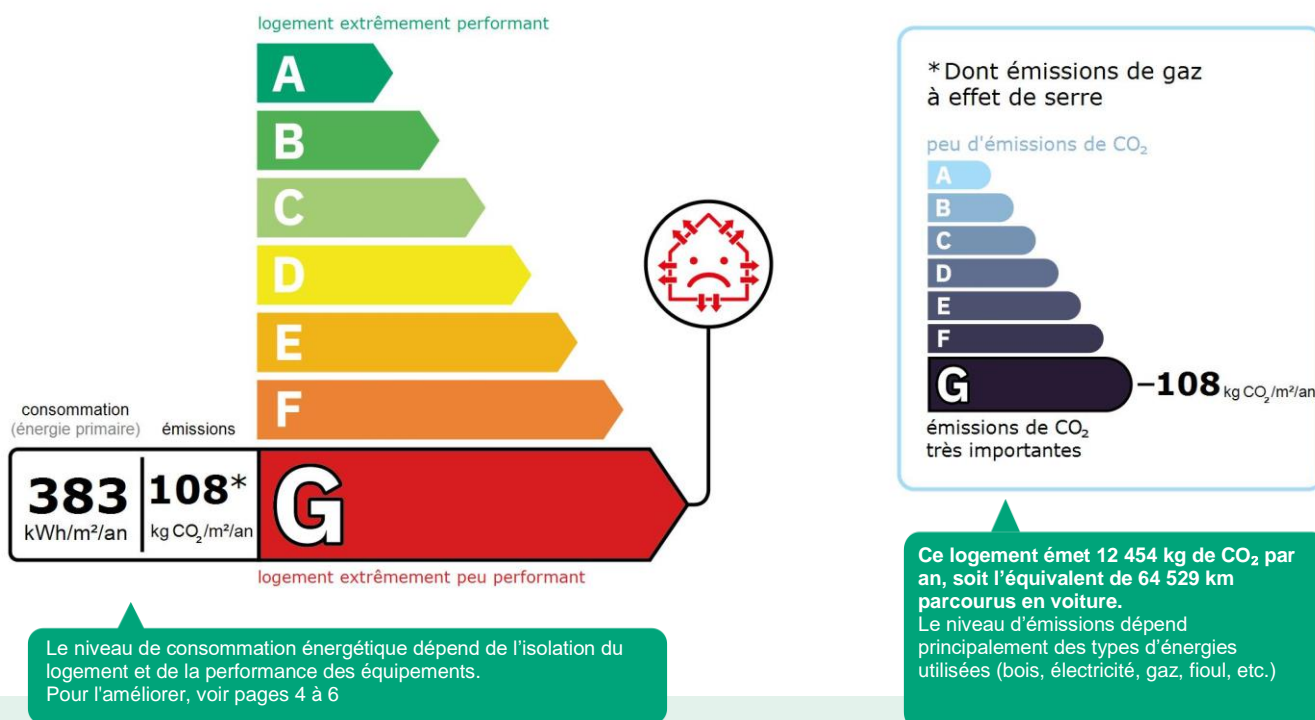 logement extrêmement performant
A
B
C
D
E
F
consommation
(énergie primaire)
émissions
383
kWh/m²/an
108*
kg CO₂/m²/an
G
logement extrêmement peu performant
Le niveau de consommation énergétique dépend de l’isolation du
logement et de la performance des équipements.
Pour l'améliorer, voir pages 4 à 6
*Dont émissions de gaz
à effet de serre
peu d'émissions de CO₂
A
B
C
D
E
F
G
108 kg CO₂/m²/an
émissions de CO₂
très importantes
Ce logement émet 12 454 kg de CO₂ par
an, soit l’équivalent de 64 529 km
parcourus en voiture.
Le niveau d’émissions dépend
principalement des types d’énergies
utilisées (bois, électricité, gaz, fioul, etc.)